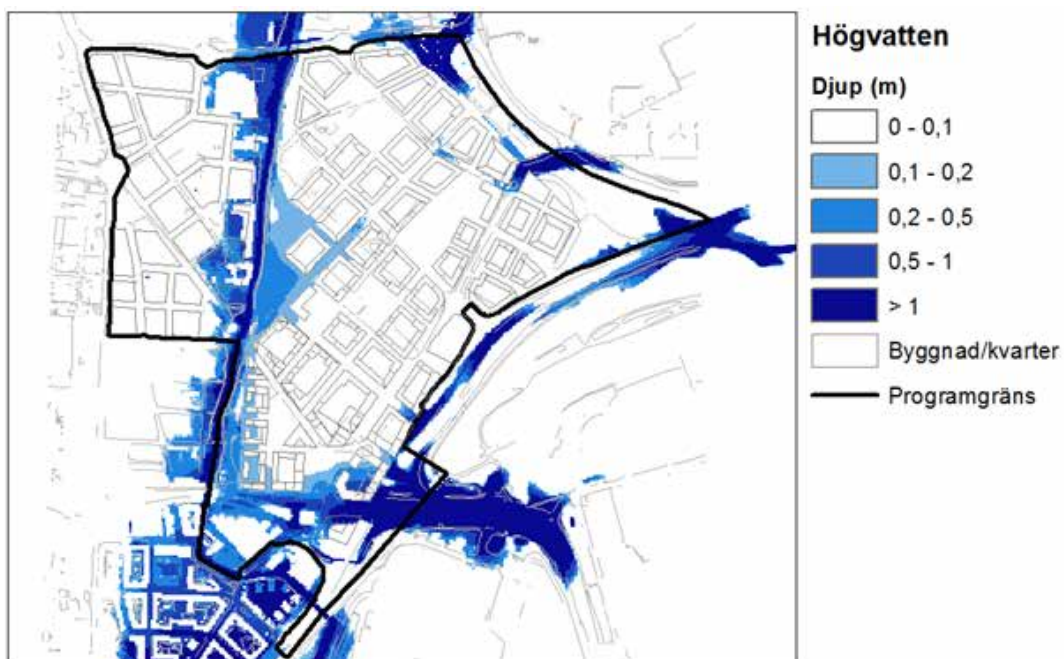 Högvatten
Djup (m)
0 - 0,1
0,1 - 0,2
0,2 - 0,5
0,5 - 1
> 1
Byggnad/kvarter
Programgräns